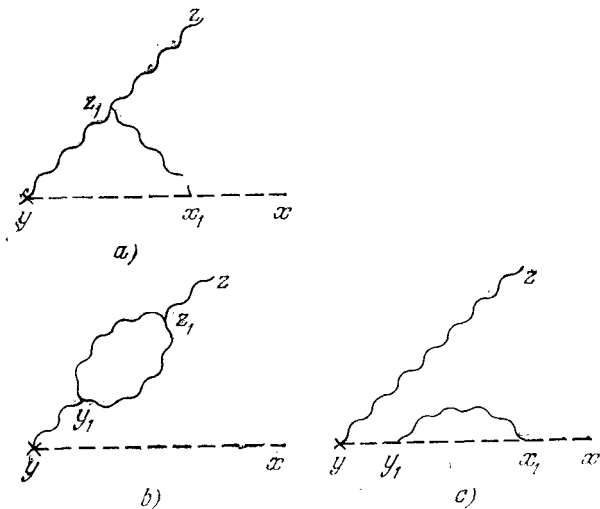 z
z₁
y x₁ x
a)
z
z₁
y₁
y x
b)
z
y y₁ x₁ x
c)